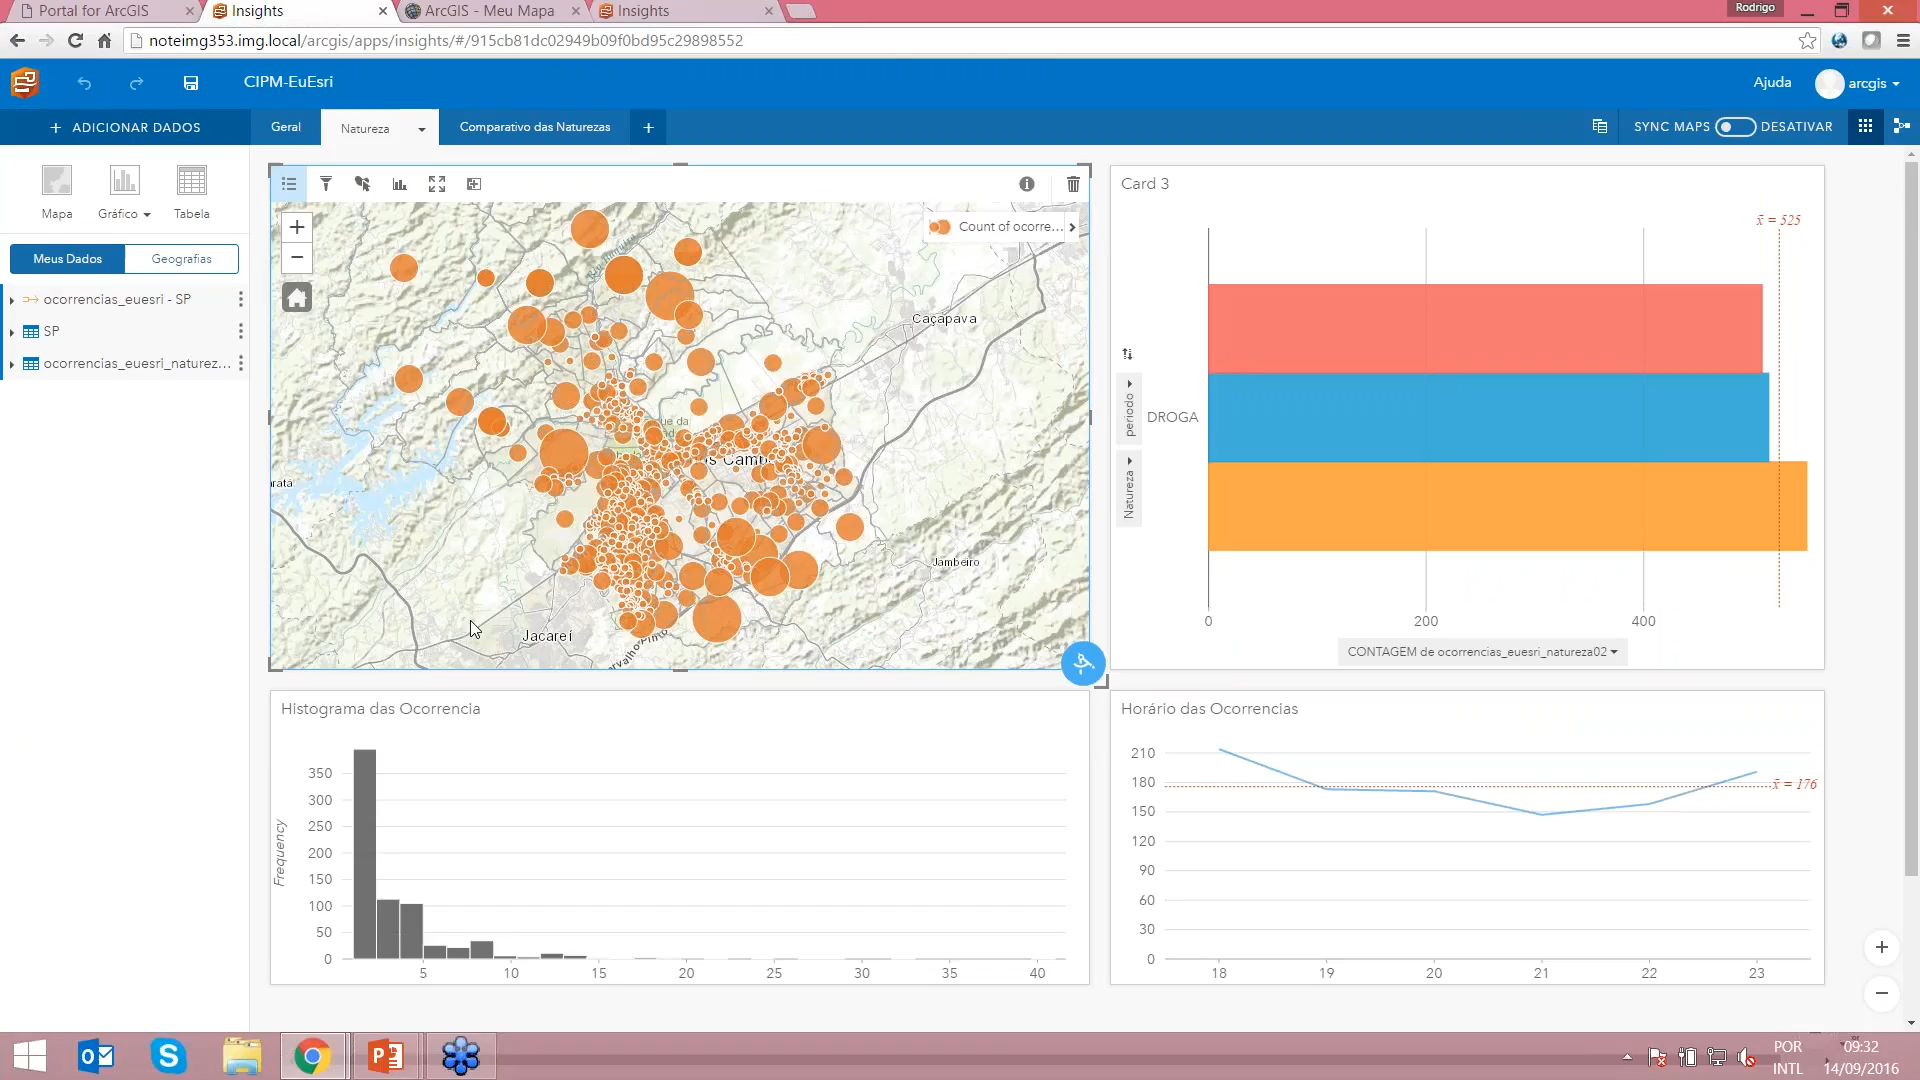 Portal for ArcGIS
Insights
ArcGIS - Meu Mapa
Insights
Rodrigo
noteimg353.img.local/arcgis/apps/insights/#/915cb81dc02949b09f0bd95c29898552
CIPM-EuEsri
Ajuda
arcgis
+ ADICIONAR DADOS
Geral
Natureza
Comparativo das Naturezas
+
SYNC MAPS
DESATIVAR
Mapa
Gráfico
Tabela
Meus Dados
Geografias
ocorrencias_euesri - SP
SP
ocorrencias_euesri_naturez...
Count of ocorre...
Caçapava
os Camp
Jambeiro
Jacareí
Card 3
x̄ = 525
periodo
Natureza
DROGA
0
200
400
CONTAGEM de ocorrencias_euesri_natureza02
Histograma das Ocorrencia
Frequency
350
300
250
200
150
100
50
0
5
10
15
20
25
30
35
40
Horário das Ocorrencias
210
180
150
120
90
60
30
0
x̄ = 176
18
19
20
21
22
23
POR
INTL
09:32
14/09/2016